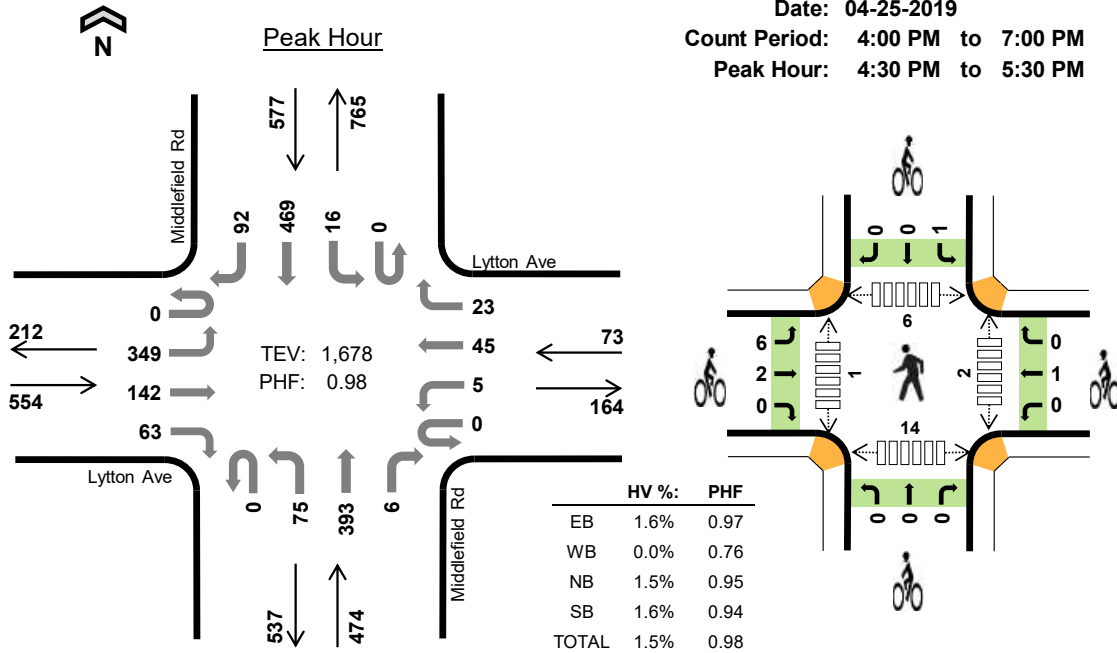 Date: 04-25-2019
Count Period: 4:00 PM to 7:00 PM
Peak Hour: 4:30 PM to 5:30 PM
N
Peak Hour
577
765
Middlefield Rd
92
469
16
0
Lytton Ave
0
349
142
63
212
554
TEV: 1,678
PHF: 0.98
23
45
5
0
73
164
Lytton Ave
0
75
393
6
Middlefield Rd
537
474
0 0 1
6
6
2
0
1
2
0
1
0
14
0 0 0
HV %: PHF
EB 1.6% 0.97
WB 0.0% 0.76
NB 1.5% 0.95
SB 1.6% 0.94
TOTAL 1.5% 0.98